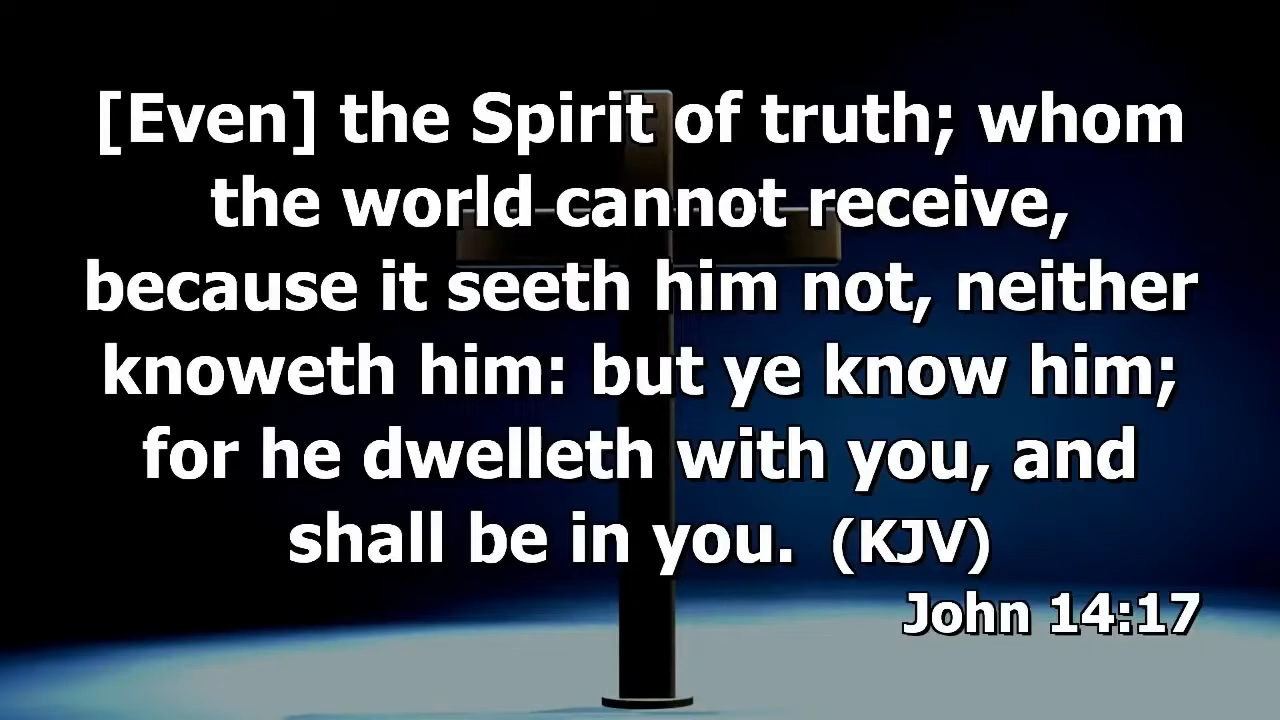 [Even] the Spirit of truth; whom
the world cannot receive,
because it seeth him not, neither
knoweth him: but ye know him;
for he dwelleth with you, and
shall be in you. (KJV)
John 14:17